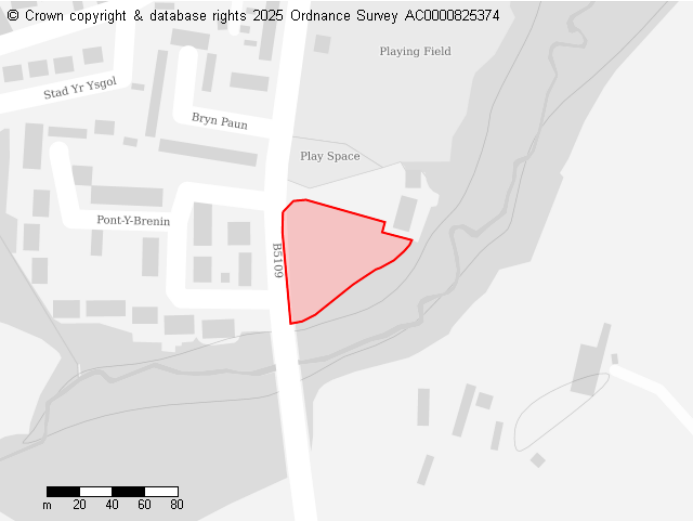 © Crown copyright & database rights 2025 Ordnance Survey AC0000825374
Playing Field
Stad Yr Ysgol
Bryn Paun
Play Space
Pont-Y-Brenin
B5109
m 20 40 60 80